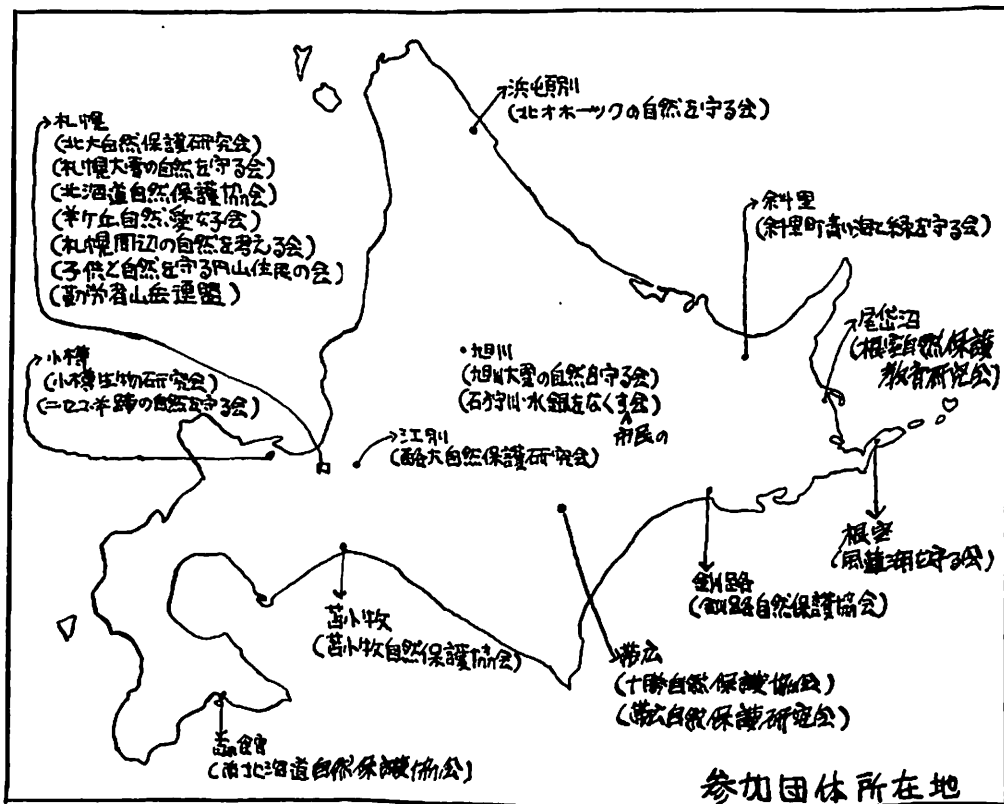 浜頓別
(北オホーツクの自然を守る会)
札幌
(北大自然保護研究会)
(札幌大雪の自然を守る会)
(北海道自然保護協会)
(羊ケ丘自然愛好会)
(札幌周辺の自然を考える会)
(子供と自然を守る円山住民の会)
(勤労者山岳連盟)
斜里
(斜里町青い海と緑を守る会)
尾岱沼
(根室自然保護
教育研究会)
小樽
(小樽生物研究会)
(ニセコ羊蹄の自然を守る会)
旭川
(旭川大雪の自然を守る会)
(石狩川水銀をなくす会)
市民の
江別
(酪大自然保護研究会)
根室
(風蓮湖を守る会)
釧路
(釧路自然保護協会)
苫小牧
(苫小牧自然保護協会)
帯広
(十勝自然保護協会)
(帯広自然保護研究会)
函館
(南北海道自然保護協会)
参加団体所在地